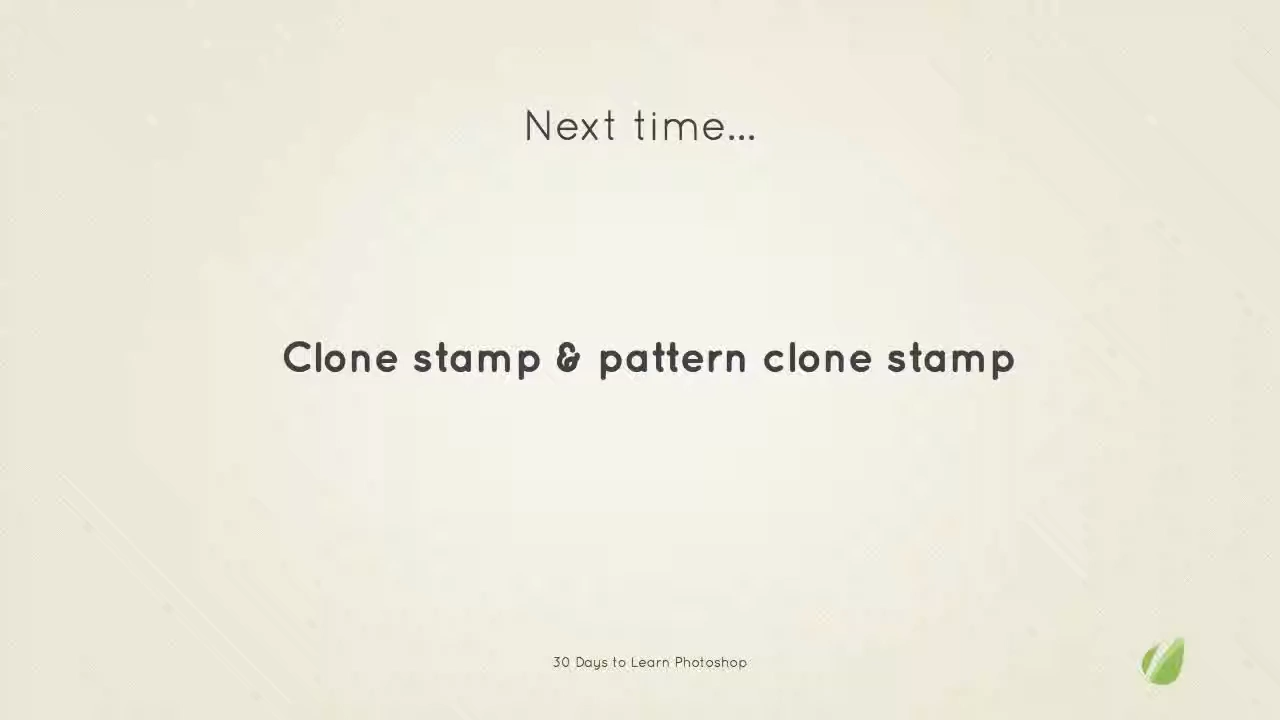 Next time...
Clone stamp & pattern clone stamp
30 Days to Learn Photoshop